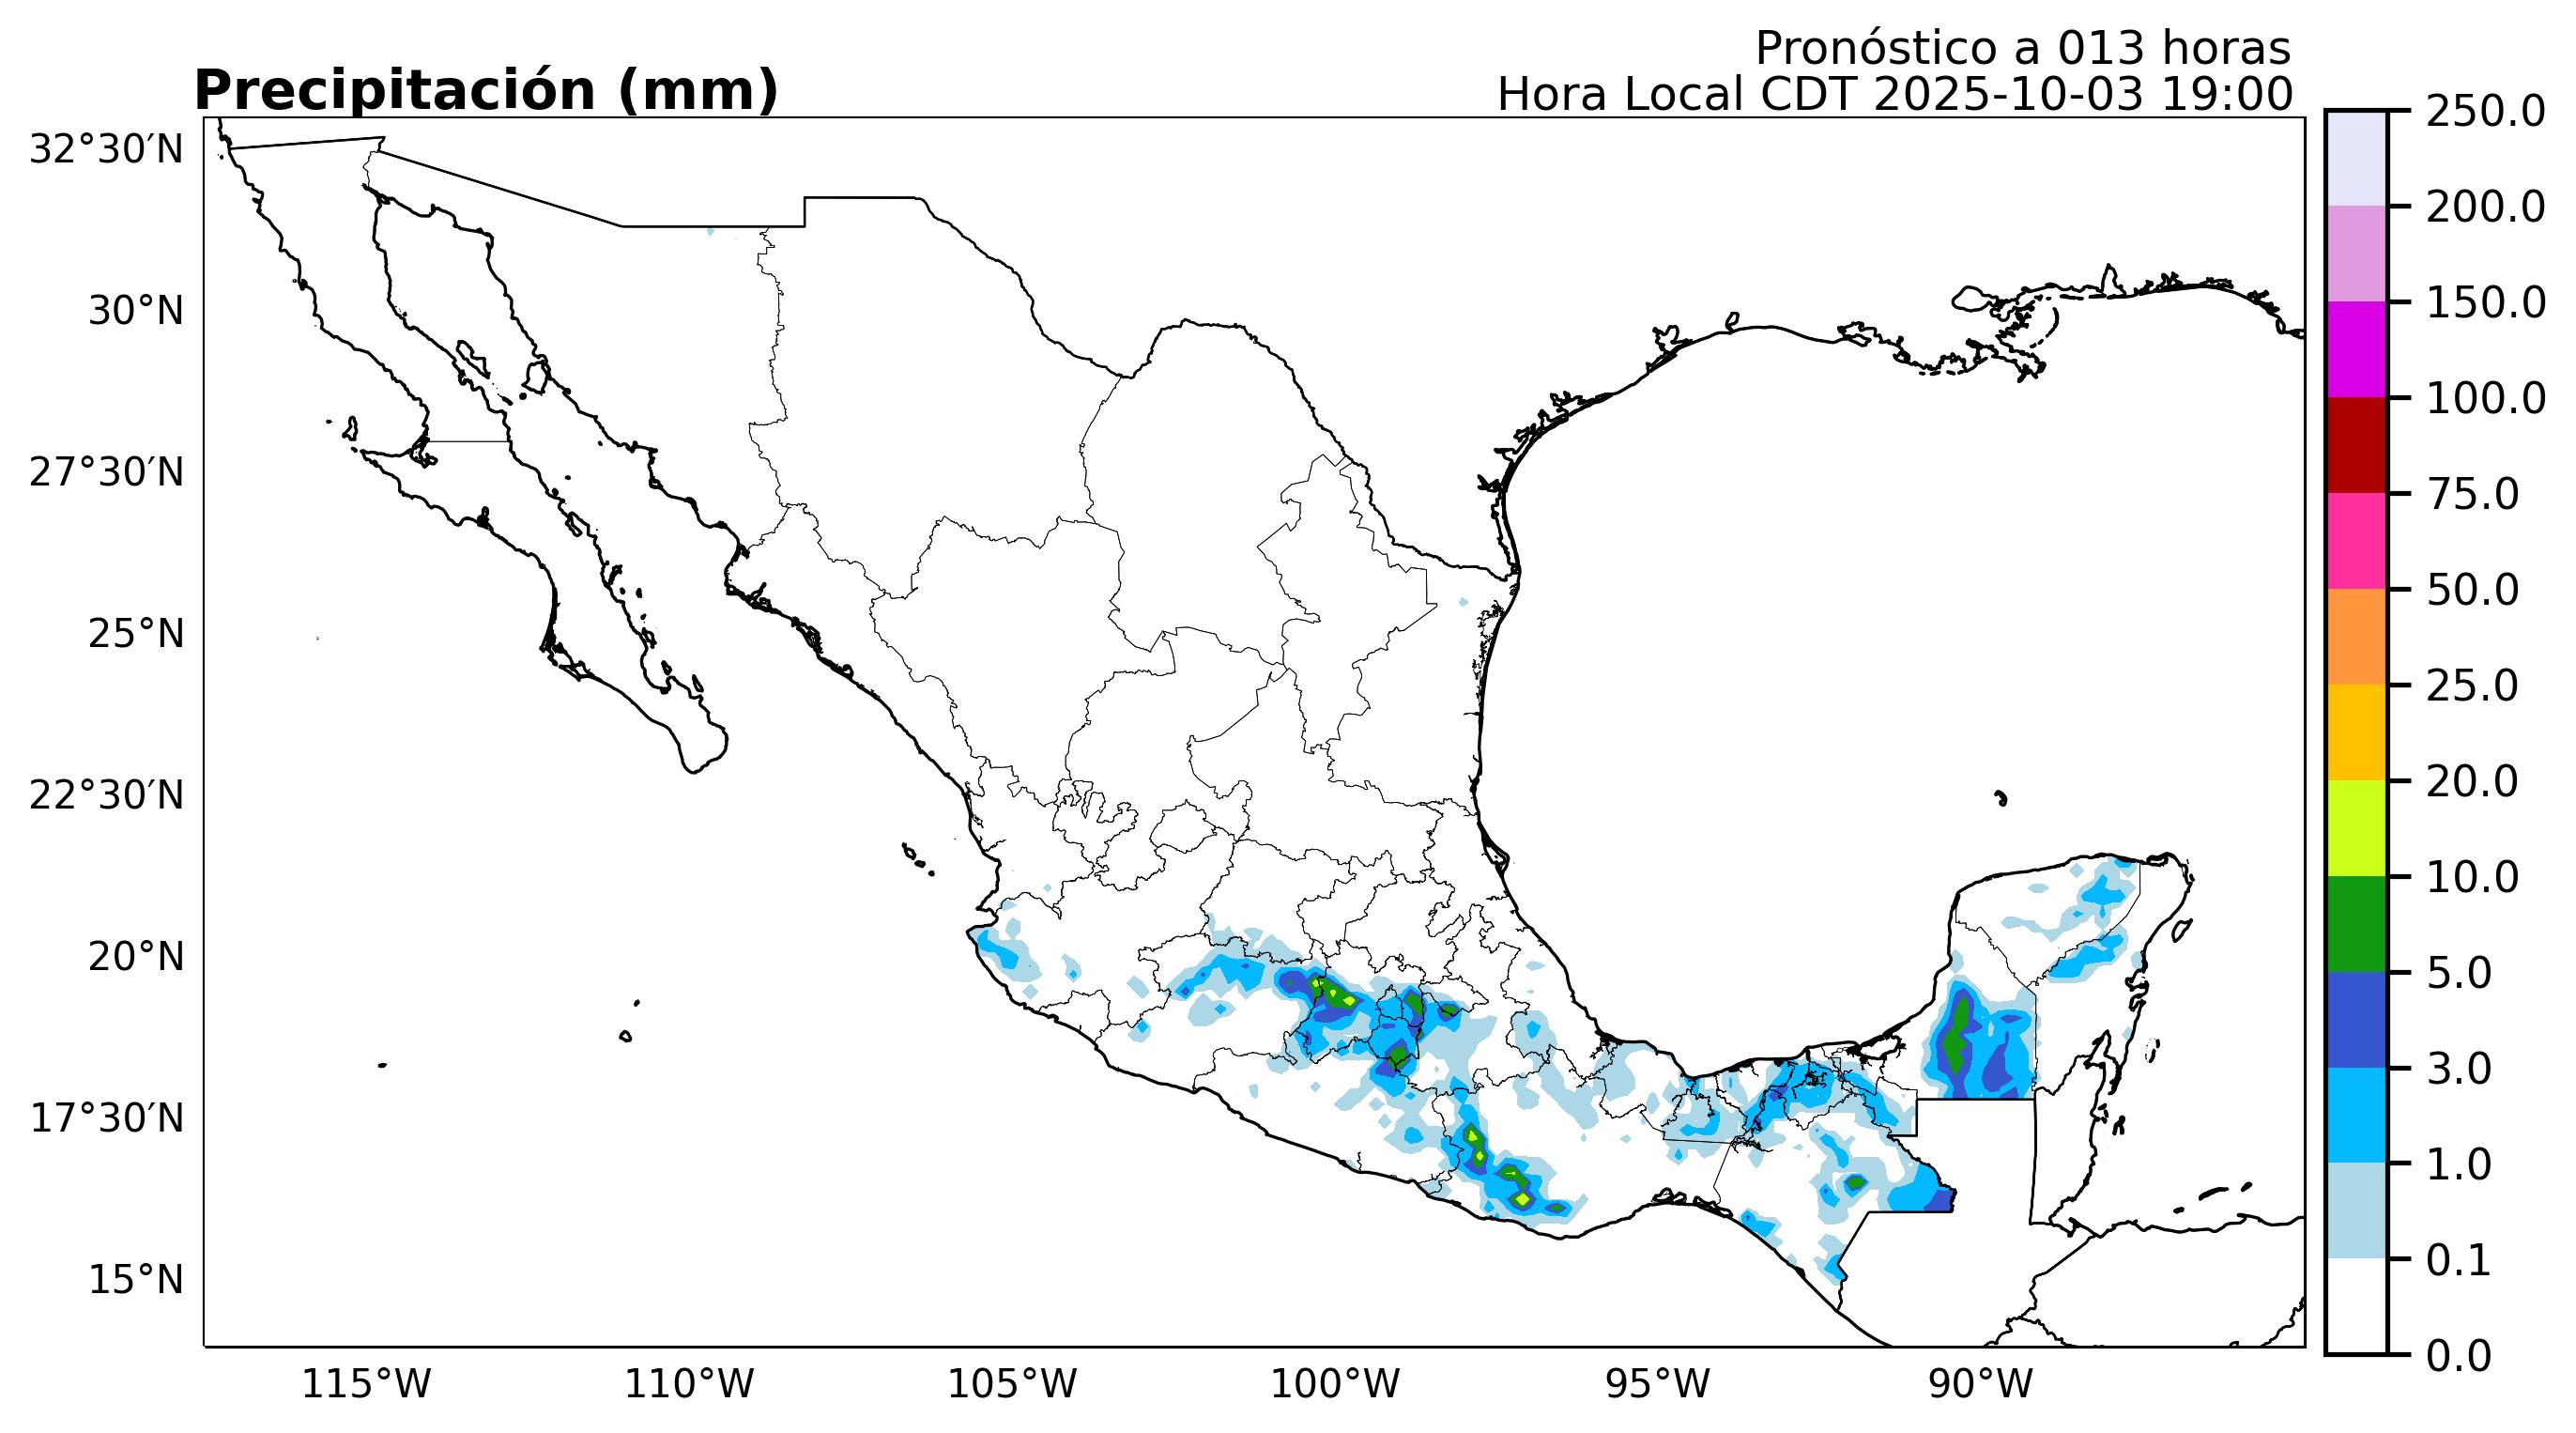 Pronóstico a 013 horas
Precipitación (mm)
Hora Local CDT 2025-10-03 19:00
32°30′N
30°N
27°30′N
25°N
22°30′N
20°N
17°30′N
15°N
115°W
110°W
105°W
100°W
95°W
90°W
250.0
200.0
150.0
100.0
75.0
50.0
25.0
20.0
10.0
5.0
3.0
1.0
0.1
0.0